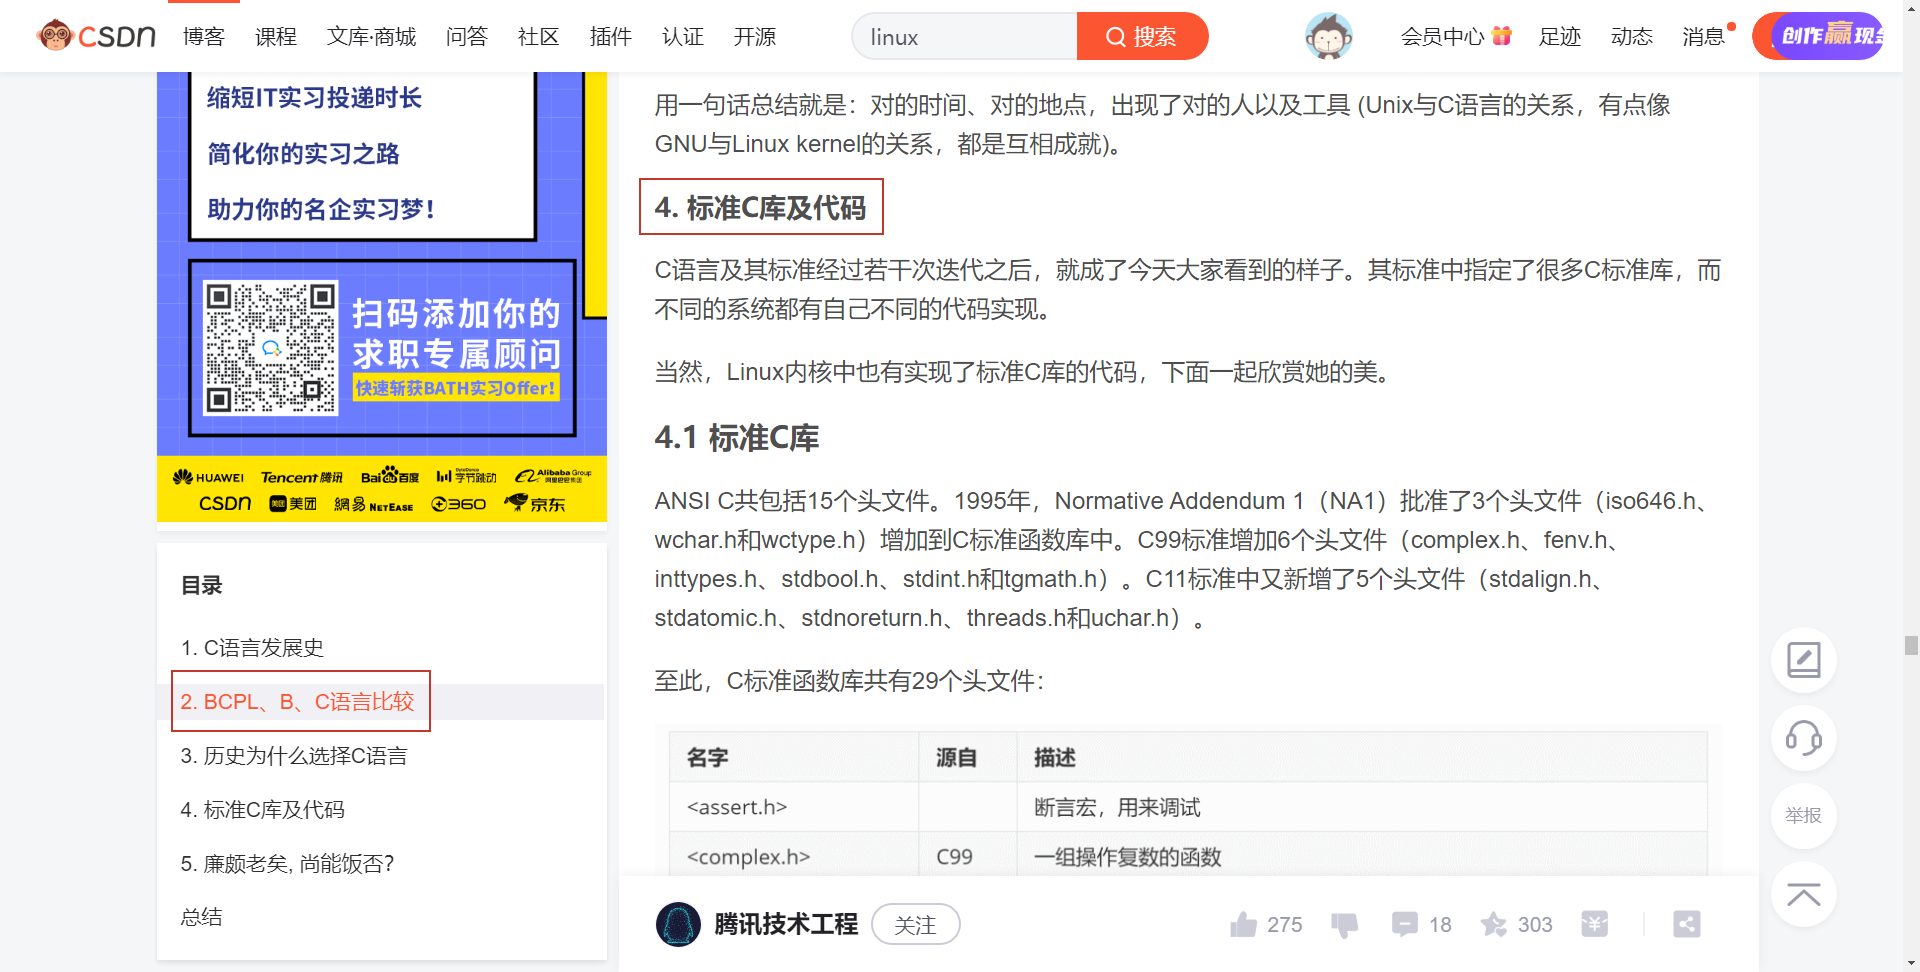 CSDN 博客 课程 文库·商城 问答 社区 插件 认证 开源 linux 搜索 会员中心 足迹 动态 消息 创作赢现金
缩短IT实习投递时长
简化你的实习之路
助力你的名企实习梦！
扫码添加你的
求职专属顾问
快速斩获BATH实习Offer！
HUAWEI Tencent腾讯 Baidu百度 ByteDance 字节跳动 Alibaba Group 阿里巴巴集团
CSDN 美团 美团 網易 NETEASE 360 京东
目录
1. C语言发展史
2. BCPL、B、C语言比较
3. 历史为什么选择C语言
4. 标准C库及代码
5. 廉颇老矣, 尚能饭否？
总结
用一句话总结就是：对的时间、对的地点，出现了对的人以及工具 (Unix与C语言的关系，有点像
GNU与Linux kernel的关系，都是互相成就)。
4. 标准C库及代码
C语言及其标准经过若干次迭代之后，就成了今天大家看到的样子。其标准中指定了很多C标准库，而
不同的系统都有自己不同的代码实现。
当然，Linux内核中也有实现了标准C库的代码，下面一起欣赏她的美。
4.1 标准C库
ANSI C共包括15个头文件。1995年，Normative Addendum 1（NA1）批准了3个头文件（iso646.h、
wchar.h和wctype.h）增加到C标准函数库中。C99标准增加6个头文件（complex.h、fenv.h、
inttypes.h、stdbool.h、stdint.h和tgmath.h）。C11标准中又新增了5个头文件（stdalign.h、
stdatomic.h、stdnoreturn.h、threads.h和uchar.h）。
至此，C标准函数库共有29个头文件：
名字 源自 描述
<assert.h> 断言宏，用来调试
<complex.h> C99 一组操作复数的函数
腾讯技术工程 关注 275 18 303
举报